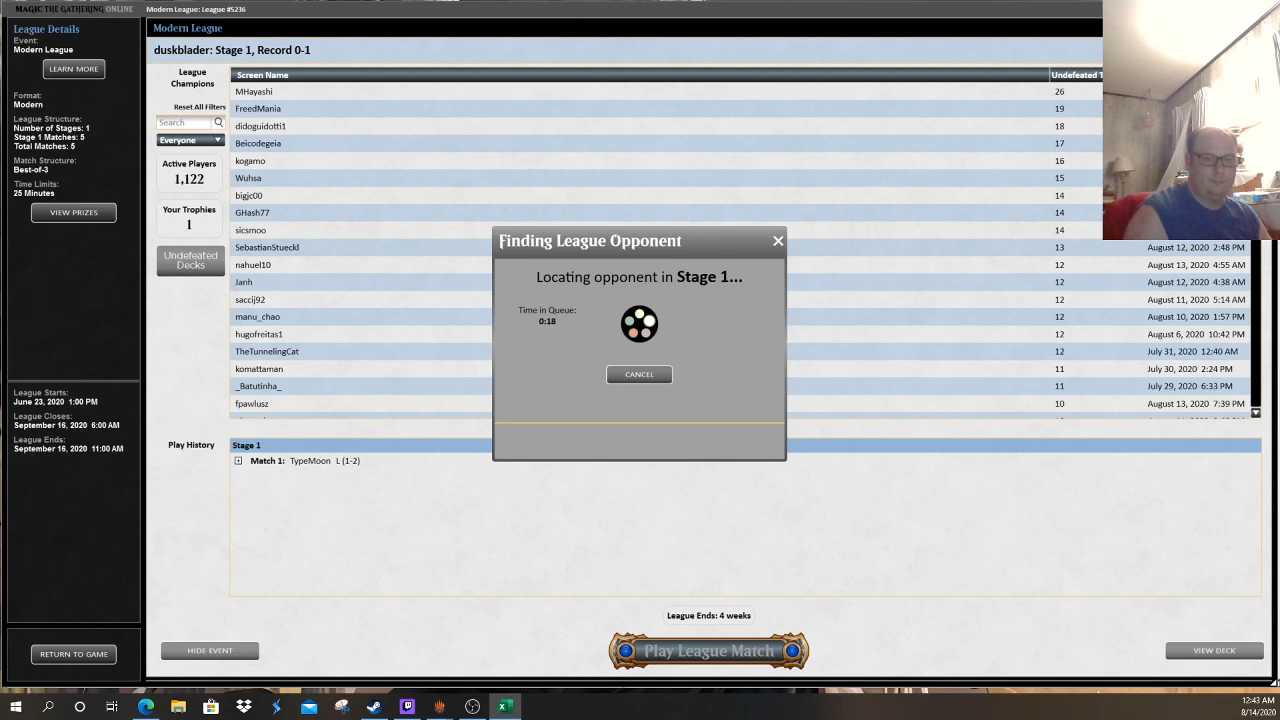 MAGIC THE GATHERING ONLINE
Modern League: League #5236
League Details
Event:
Modern League
LEARN MORE
Format:
Modern
League Structure:
Number of Stages: 1
Stage 1 Matches: 5
Total Matches: 5
Match Structure:
Best-of-3
Time Limits:
25 Minutes
VIEW PRIZES
League Starts:
June 23, 2020 1:00 PM
League Closes:
September 16, 2020 6:00 AM
League Ends:
September 16, 2020 11:00 AM
RETURN TO GAME
Modern League
duskblader: Stage 1, Record 0-1
League
Champions
Reset All Filters
Search
Everyone
Active Players
1,122
Your Trophies
1
Undefeated
Decks
Screen Name Undefeated T
MHayashi 26
FreedMania 19
didoguidotti1 18
Beicodegeia 17
kogamo 16
Wuhsa 15
bigjc00 14
GHash77 14
sicsmoo 14
SebastianStueckl 13 August 12, 2020 2:48 PM
nahuel10 12 August 13, 2020 4:55 AM
Janh 12 August 12, 2020 4:38 AM
saccij92 12 August 11, 2020 5:14 AM
manu_chao 12 August 10, 2020 1:57 PM
hugofreitas1 12 August 6, 2020 10:42 PM
TheTunnelingCat 12 July 31, 2020 12:40 AM
komattaman 11 July 30, 2020 2:24 PM
_Batutinha_ 11 July 29, 2020 6:33 PM
fpawlusz 10 August 13, 2020 7:39 PM
Finding League Opponent
Locating opponent in Stage 1...
Time in Queue:
0:18
CANCEL
Play History
Stage 1
Match 1: TypeMoon L (1-2)
League Ends: 4 weeks
HIDE EVENT
Play League Match
VIEW DECK
12:43 AM
8/14/2020